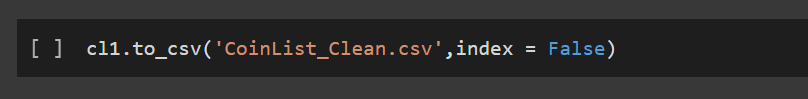 [ ] cl1.to_csv('CoinList_Clean.csv',index = False)